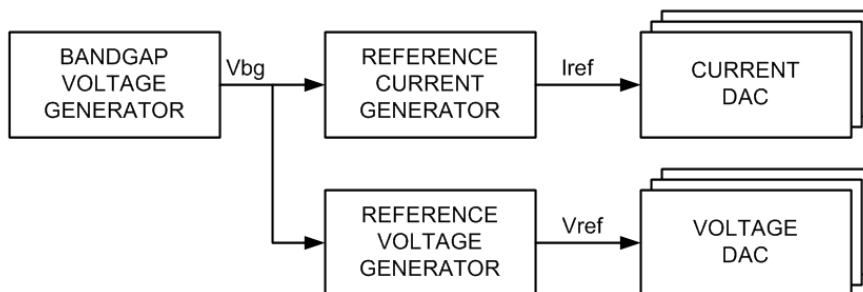 BANDGAP
VOLTAGE
GENERATOR
Vbg
REFERENCE
CURRENT
GENERATOR
Iref
CURRENT
DAC
REFERENCE
VOLTAGE
GENERATOR
Vref
VOLTAGE
DAC